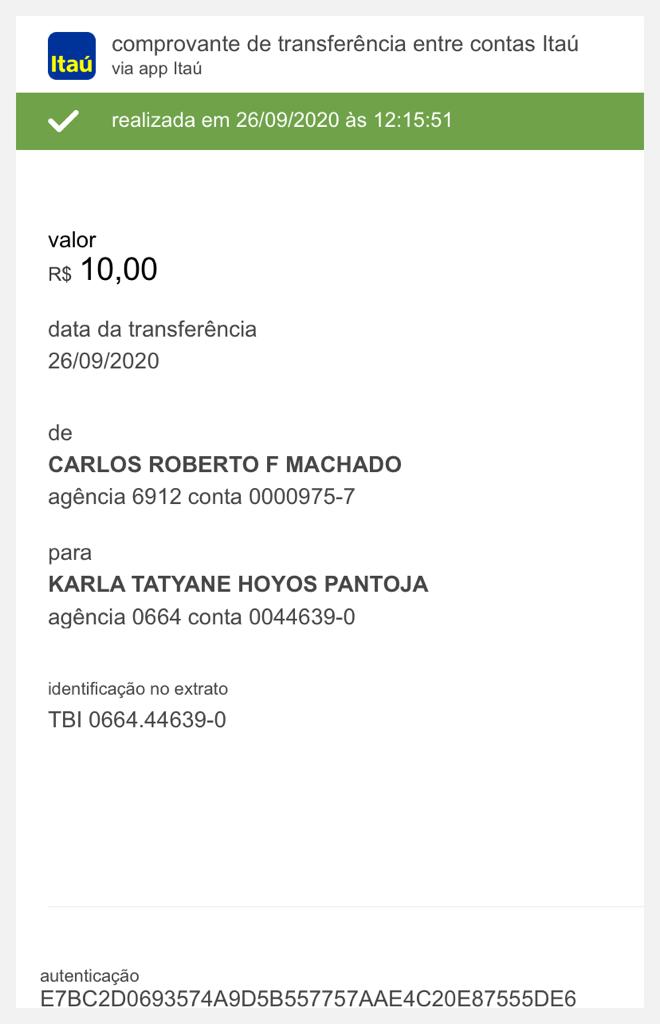 Itaú
comprovante de transferência entre contas Itaú
via app Itaú
realizada em 26/09/2020 às 12:15:51
valor
R$ 10,00
data da transferência
26/09/2020
de
CARLOS ROBERTO F MACHADO
agência 6912 conta 0000975-7
para
KARLA TATYANE HOYOS PANTOJA
agência 0664 conta 0044639-0
identificação no extrato
TBI 0664.44639-0
autenticação
E7BC2D0693574A9D5B557757AAE4C20E87555DE6